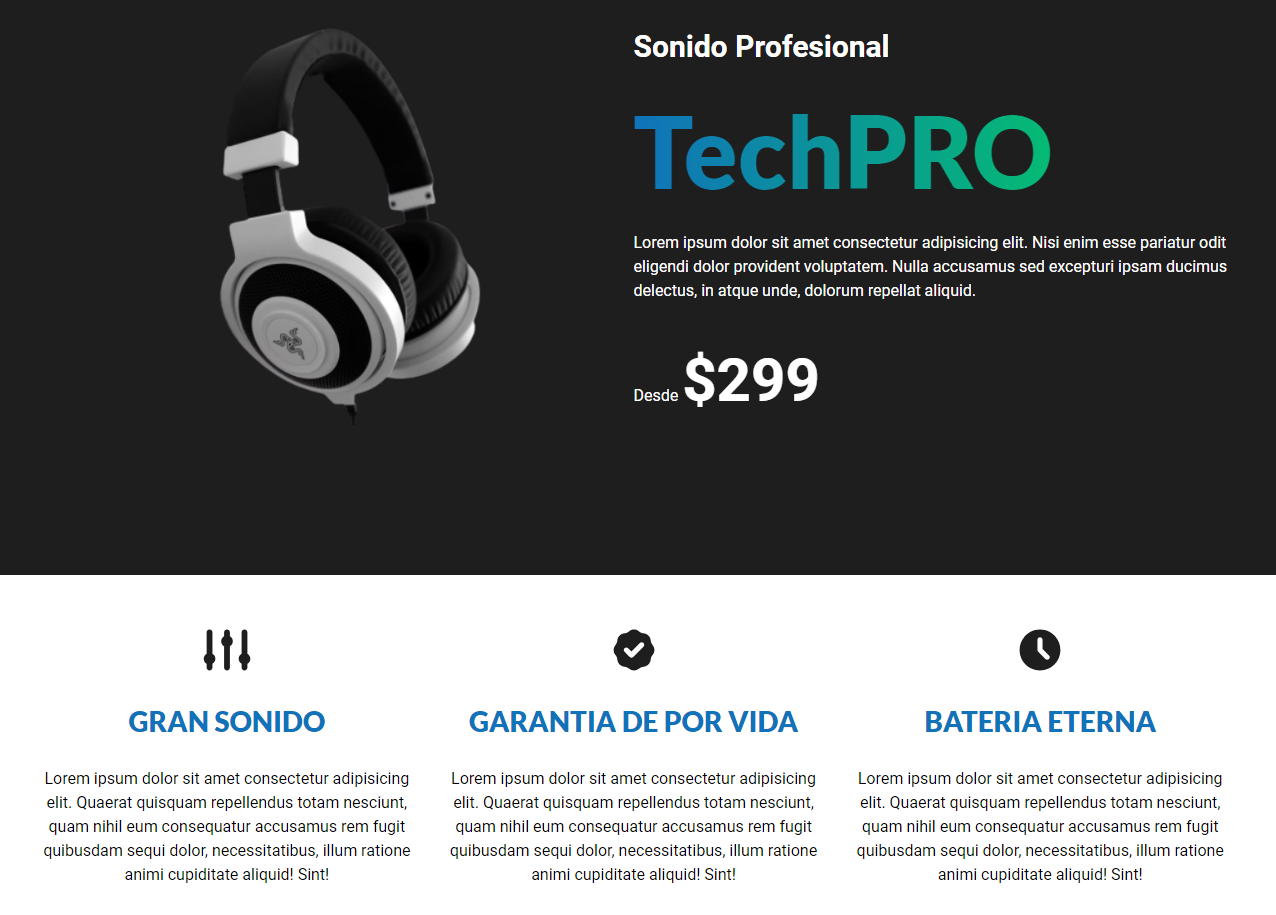 Sonido Profesional
TechPRO
Lorem ipsum dolor sit amet consectetur adipisicing elit. Nisi enim esse pariatur odit
eligendi dolor provident voluptatem. Nulla accusamus sed excepturi ipsam ducimus
delectus, in atque unde, dolorum repellat aliquid.
Desde $299
GRAN SONIDO
Lorem ipsum dolor sit amet consectetur adipisicing
elit. Quaerat quisquam repellendus totam nesciunt,
quam nihil eum consequatur accusamus rem fugit
quibusdam sequi dolor, necessitatibus, illum ratione
animi cupiditate aliquid! Sint!
GARANTIA DE POR VIDA
Lorem ipsum dolor sit amet consectetur adipisicing
elit. Quaerat quisquam repellendus totam nesciunt,
quam nihil eum consequatur accusamus rem fugit
quibusdam sequi dolor, necessitatibus, illum ratione
animi cupiditate aliquid! Sint!
BATERIA ETERNA
Lorem ipsum dolor sit amet consectetur adipisicing
elit. Quaerat quisquam repellendus totam nesciunt,
quam nihil eum consequatur accusamus rem fugit
quibusdam sequi dolor, necessitatibus, illum ratione
animi cupiditate aliquid! Sint!